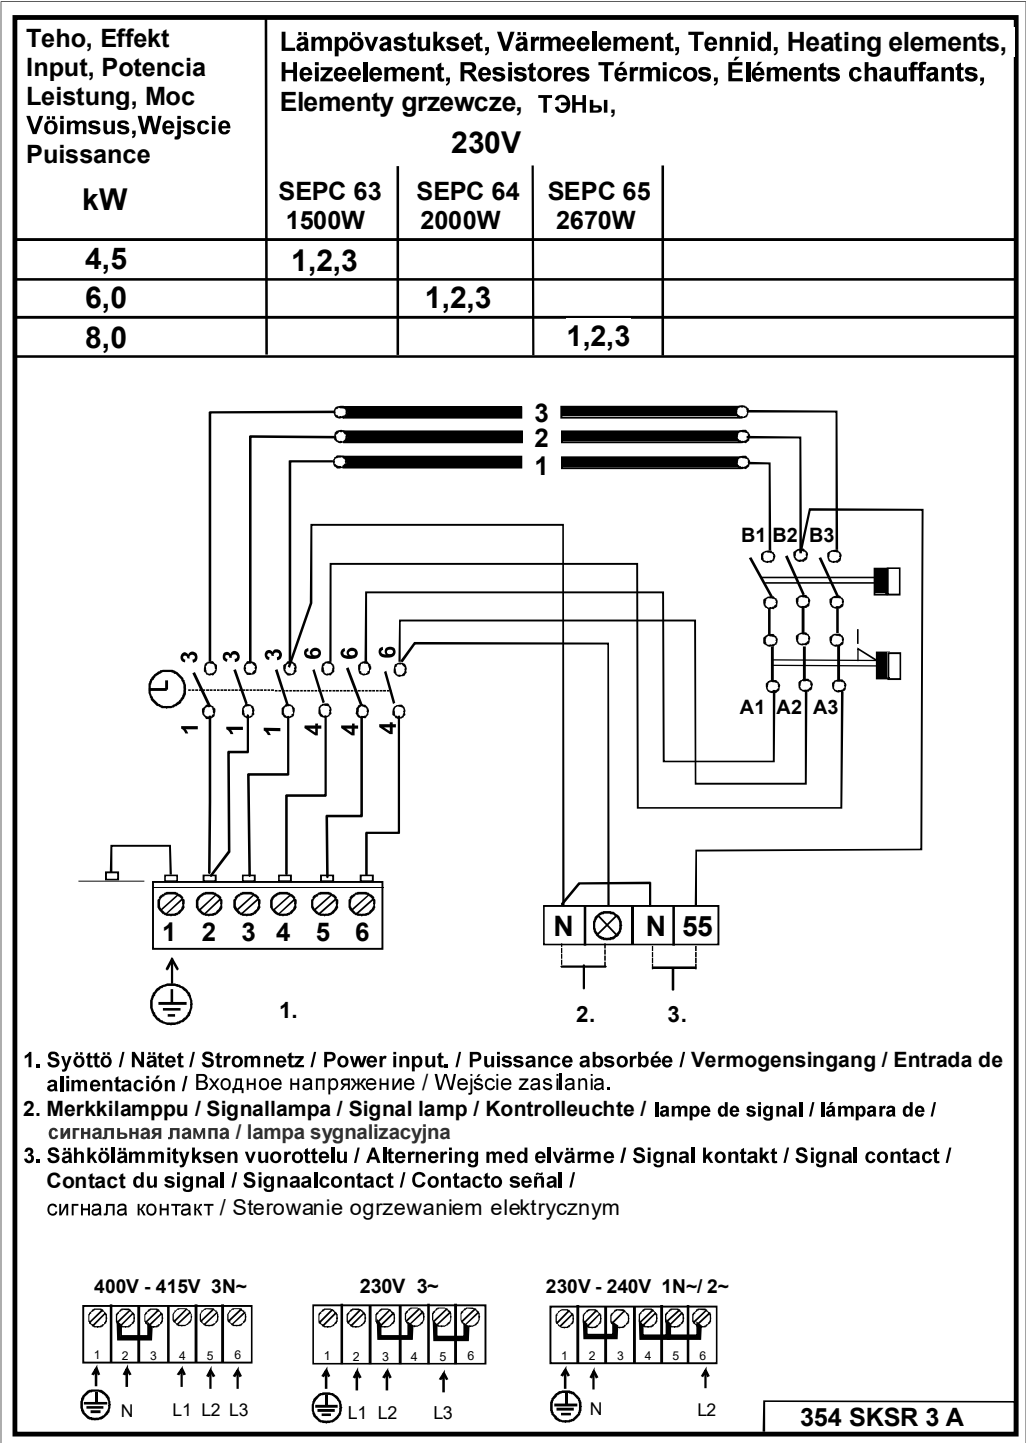 Teho, Effekt
Input, Potencia
Leistung, Moc
Vöimsus,Wejscie
Puissance
kW
Lämpövastukset, Värmeelement, Tennid, Heating elements,
Heizeelement, Resistores Térmicos, Éléments chauffants,
Elementy grzewcze, ТЭНы,
230V
SEPC 63 SEPC 64 SEPC 65
1500W 2000W 2670W
4,5 1,2,3
6,0 1,2,3
8,0 1,2,3
3
2
1
B1 B2 B3
3 3 3 6 6 6
1 1 1 4 4 4
A1 A2 A3
1 2 3 4 5 6
N N 55
1. 2. 3.
1. Syöttö / Nätet / Stromnetz / Power input. / Puissance absorbée / Vermogensingang / Entrada de
alimentación / Входное напряжение / Wejście zasilania.
2. Merkkilamppu / Signallampa / Signal lamp / Kontrolleuchte / lampe de signal / lámpara de /
сигнальная лампа / lampa sygnalizacyjna
3. Sähkölämmityksen vuorottelu / Alternering med elvärme / Signal kontakt / Signal contact /
Contact du signal / Signaalcontact / Contacto señal /
сигнала контакт / Sterowanie ogrzewaniem elektrycznym
400V - 415V 3N~
1 2 3 4 5 6
N L1 L2 L3
230V 3~
1 2 3 4 5 6
L1 L2 L3
230V - 240V 1N~/ 2~
1 2 3 4 5 6
N L2
354 SKSR 3 A